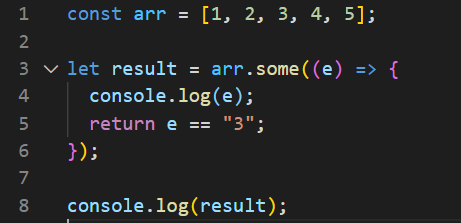 1 const arr = [1, 2, 3, 4, 5];
2
3 let result = arr.some((e) => {
4   console.log(e);
5   return e == "3";
6 });
7
8 console.log(result);